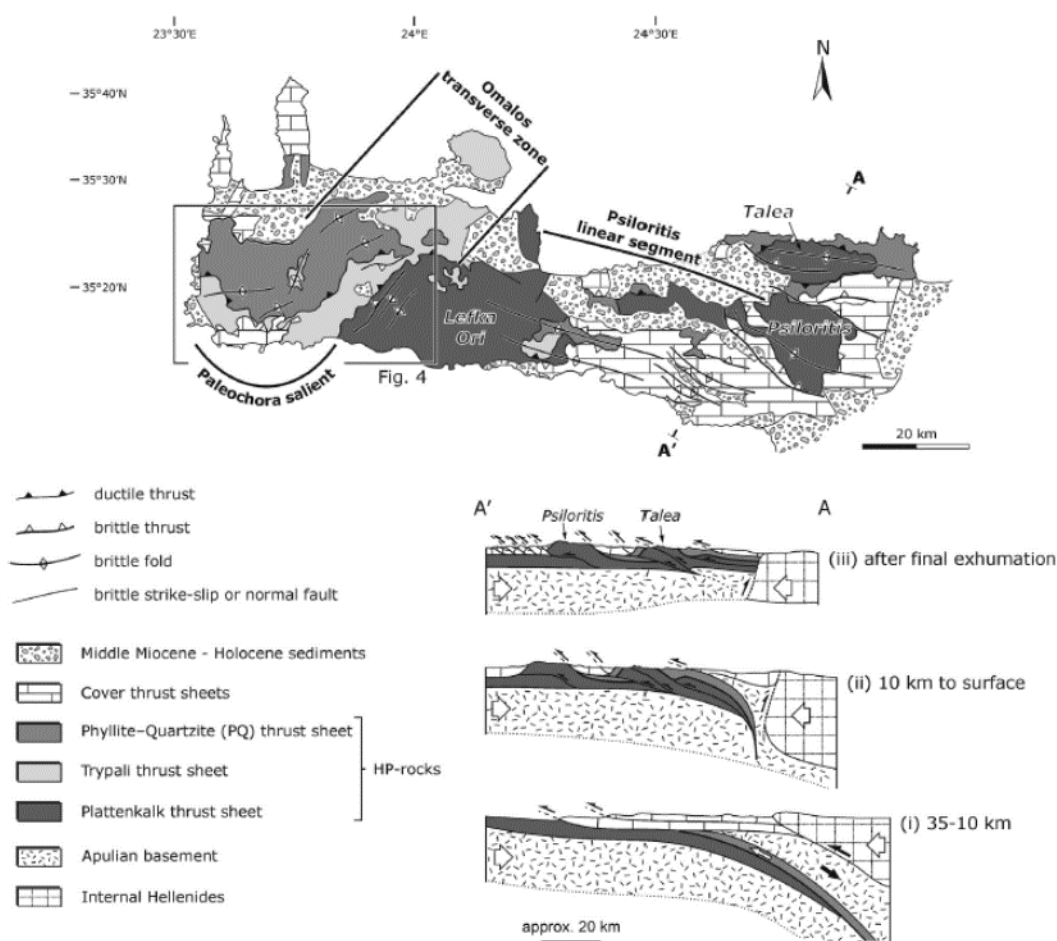 23°30'E
24°E
24°30'E
35°40'N
35°30'N
35°20'N
N
Omalos
transverse zone
A
Talea
Psiloritis
linear segment
Lefka
Ori
Psiloritis
Fig. 4
Paleochora salient
A'
20 km
ductile thrust
brittle thrust
brittle fold
brittle strike-slip or normal fault
Middle Miocene - Holocene sediments
Cover thrust sheets
Phyllite–Quartzite (PQ) thrust sheet
Trypali thrust sheet
HP-rocks
Plattenkalk thrust sheet
Apulian basement
Internal Hellenides
A'
Psiloritis
Talea
A
(iii) after final exhumation
(ii) 10 km to surface
(i) 35-10 km
approx. 20 km